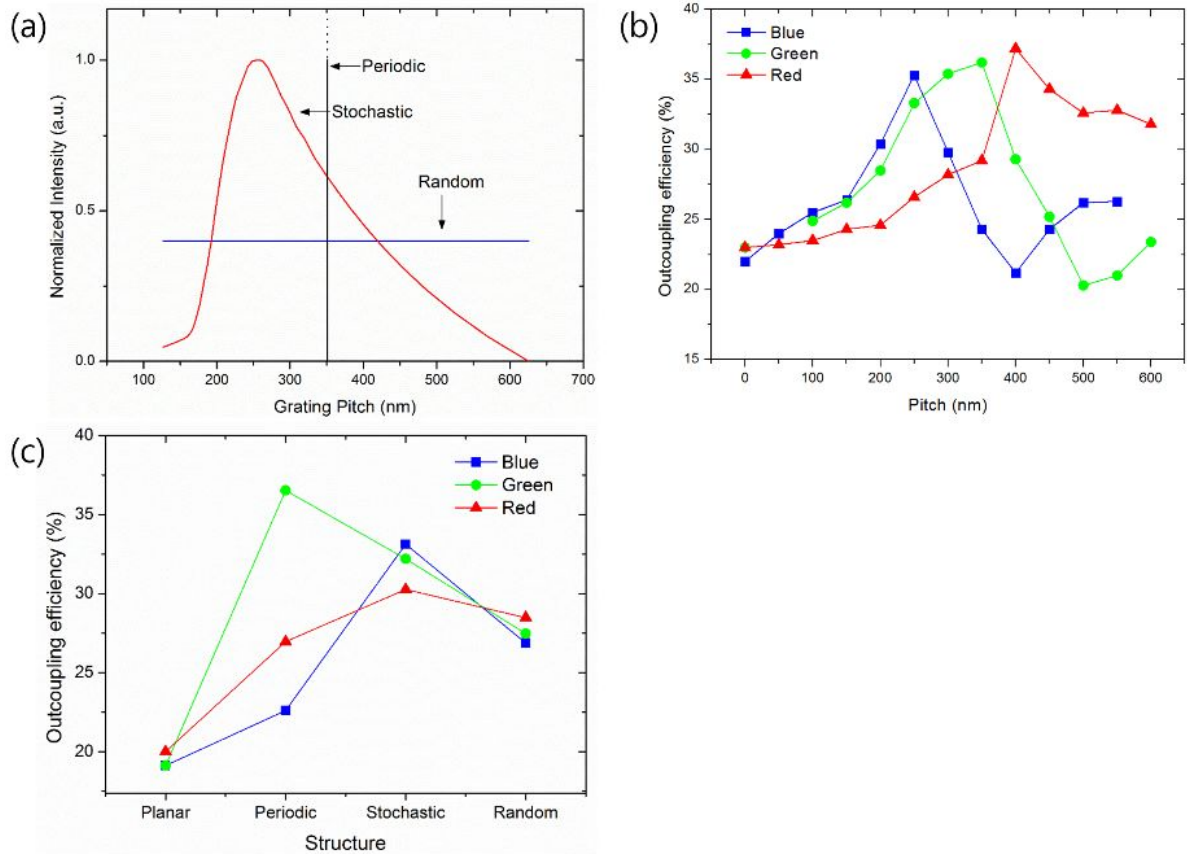 (a)
Normalized Intensity (a.u.)
1.0
0.5
0.0
Periodic
Stochastic
Random
100 200 300 400 500 600 700
Grating Pitch (nm)
(b)
Outcoupling efficiency (%)
40
35
30
25
20
15
Blue
Green
Red
0 100 200 300 400 500 600
Pitch (nm)
(c)
Outcoupling efficiency (%)
40
35
30
25
20
Blue
Green
Red
Planar Periodic Stochastic Random
Structure